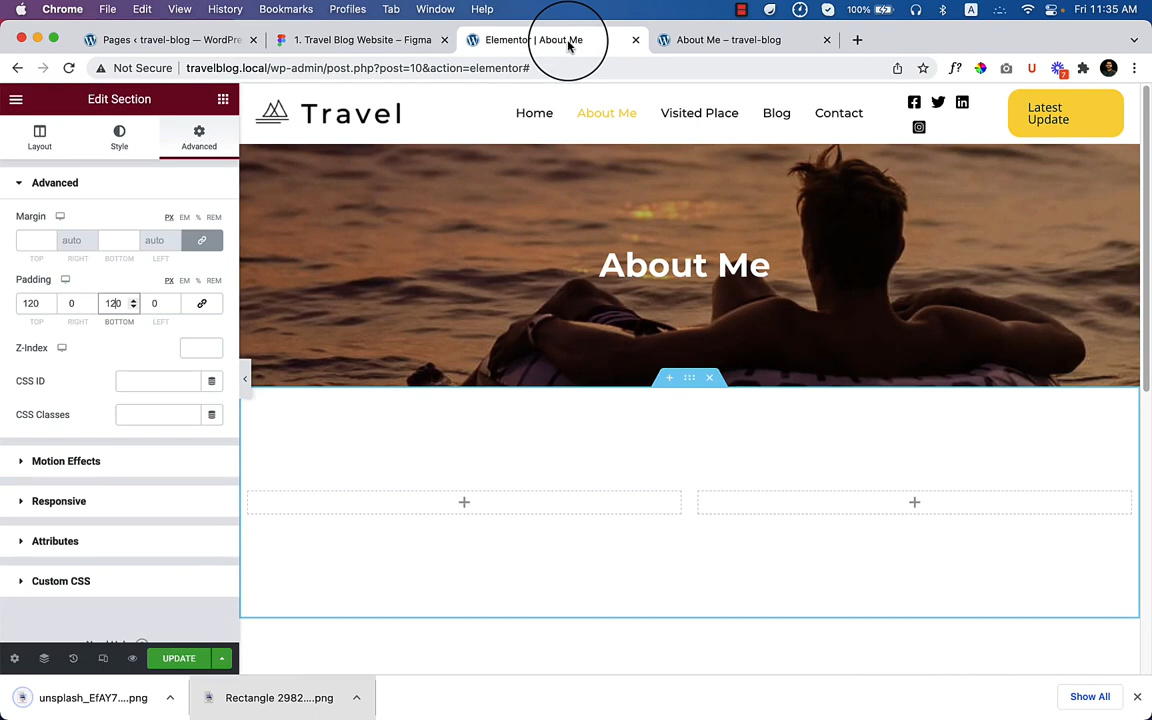 Chrome File Edit View History Bookmarks Profiles Tab Window Help 100% A Fri 11:35 AM
Pages ‹ travel-blog — WordPre 1. Travel Blog Website – Figma Elementor | About Me About Me – travel-blog
Not Secure travelblog.local/wp-admin/post.php?post=10&action=elementor# f? U 7
Edit Section
Layout Style Advanced
Travel
Home About Me Visited Place Blog Contact
Latest
Update
Advanced
Margin PX EM % REM
auto auto
TOP RIGHT BOTTOM LEFT
Padding PX EM % REM
120 0 120 0
TOP RIGHT BOTTOM LEFT
Z-Index
CSS ID
CSS Classes
Motion Effects
Responsive
Attributes
Custom CSS
About Me
UPDATE
unsplash_EfAY7....png Rectangle 2982....png Show All